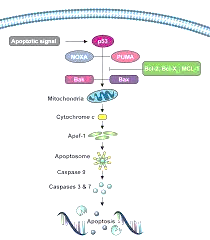 Apoptotic signal
p53
NOXA
PUMA
Bcl-2, Bcl-XL, MCL-1
Bak
Bax
Mitochondria
Cytochrome c
Apaf-1
Apoptosome
Caspase 9
Caspases 3 & 7
Apoptosis